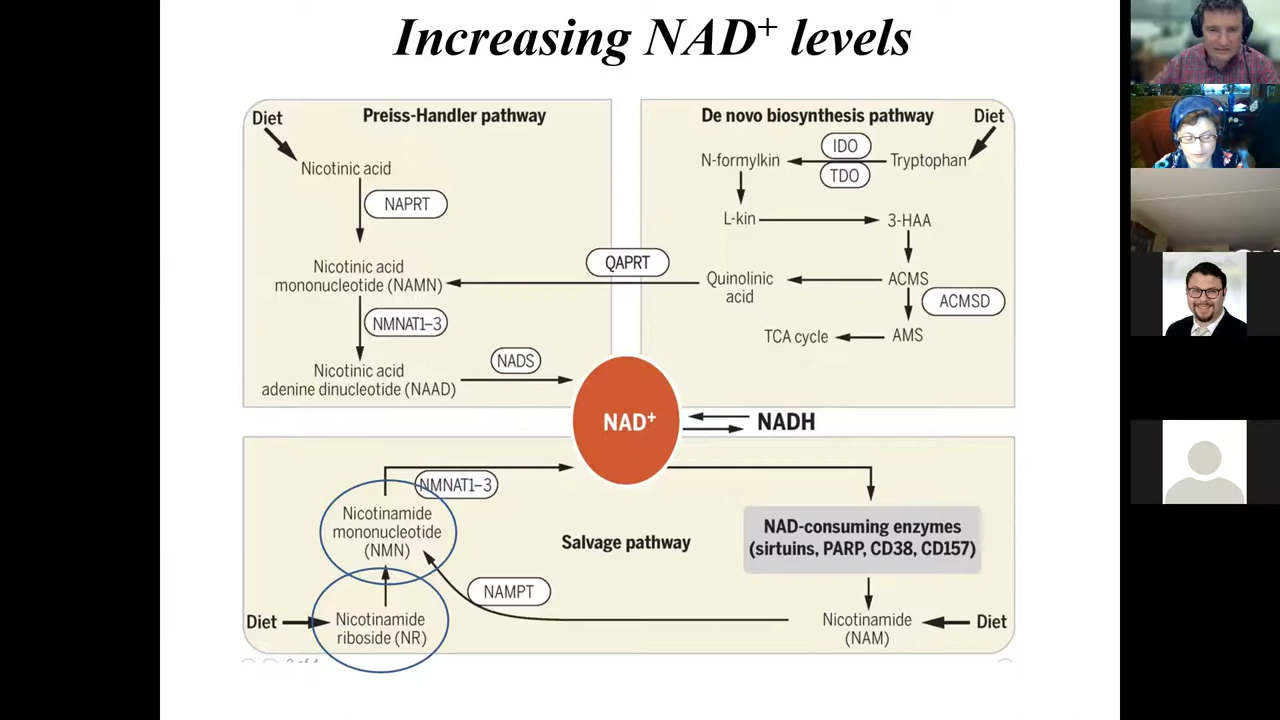 Increasing NAD+ levels
Diet
Preiss-Handler pathway
Nicotinic acid
NAPRT
Nicotinic acid
mononucleotide (NAMN)
NMNAT1–3
Nicotinic acid
adenine dinucleotide (NAAD)
NADS
De novo biosynthesis pathway
Diet
IDO
N-formylkin
Tryptophan
TDO
L-kin
3-HAA
QAPRT
Quinolinic
acid
ACMS
ACMSD
TCA cycle
AMS
NAD+
NADH
NMNAT1–3
Nicotinamide
mononucleotide
(NMN)
Salvage pathway
NAD-consuming enzymes
(sirtuins, PARP, CD38, CD157)
NAMPT
Diet
Nicotinamide
riboside (NR)
Nicotinamide
(NAM)
Diet